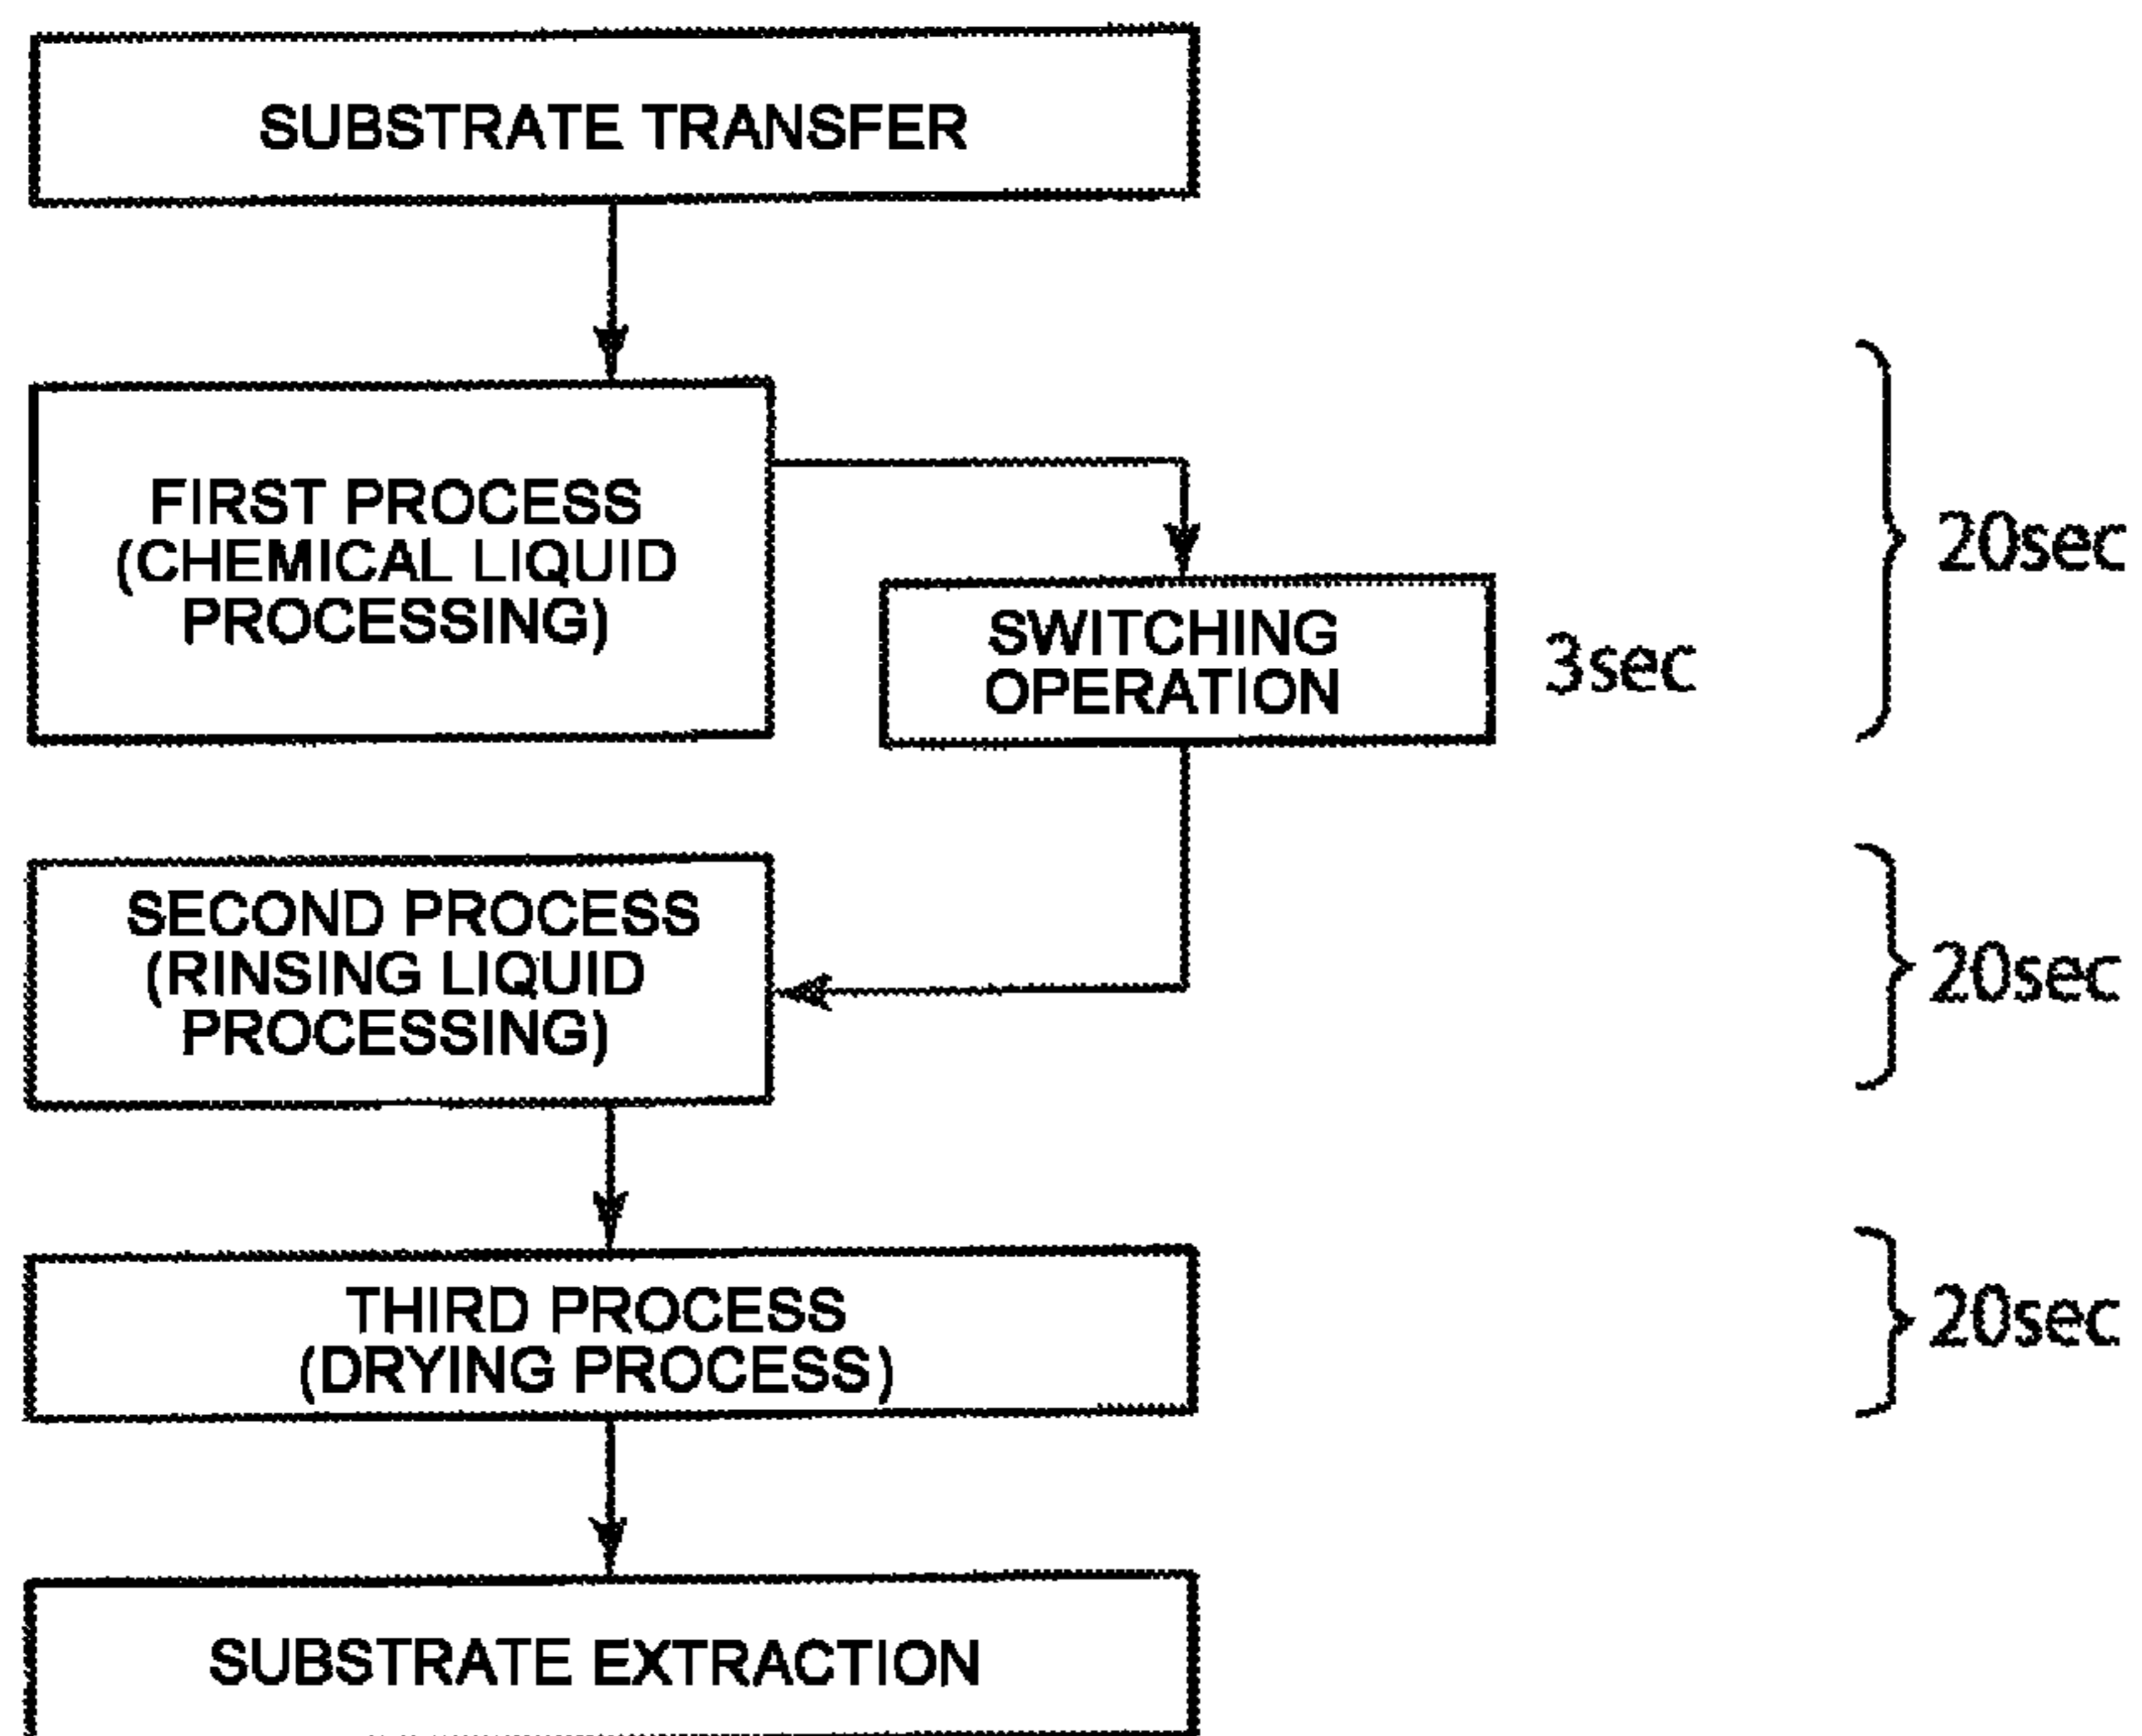 SUBSTRATE TRANSFER
FIRST PROCESS
(CHEMICAL LIQUID
PROCESSING)
20sec
SWITCHING
OPERATION
3sec
SECOND PROCESS
(RINSING LIQUID
PROCESSING)
20sec
THIRD PROCESS
(DRYING PROCESS)
20sec
SUBSTRATE EXTRACTION